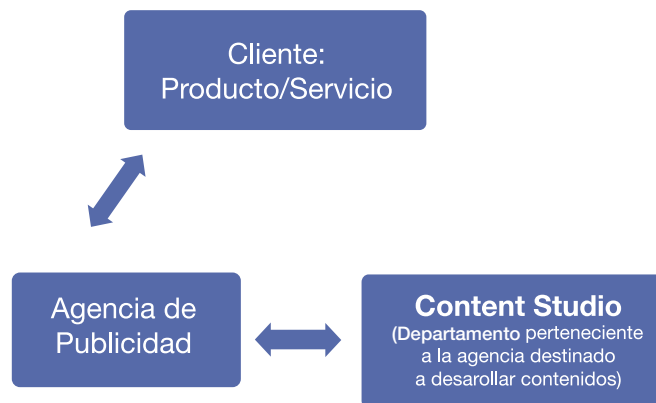 Cliente:
Producto/Servicio
Agencia de
Publicidad
Content Studio
(Departamento perteneciente
a la agencia destinado
a desarollar contenidos)